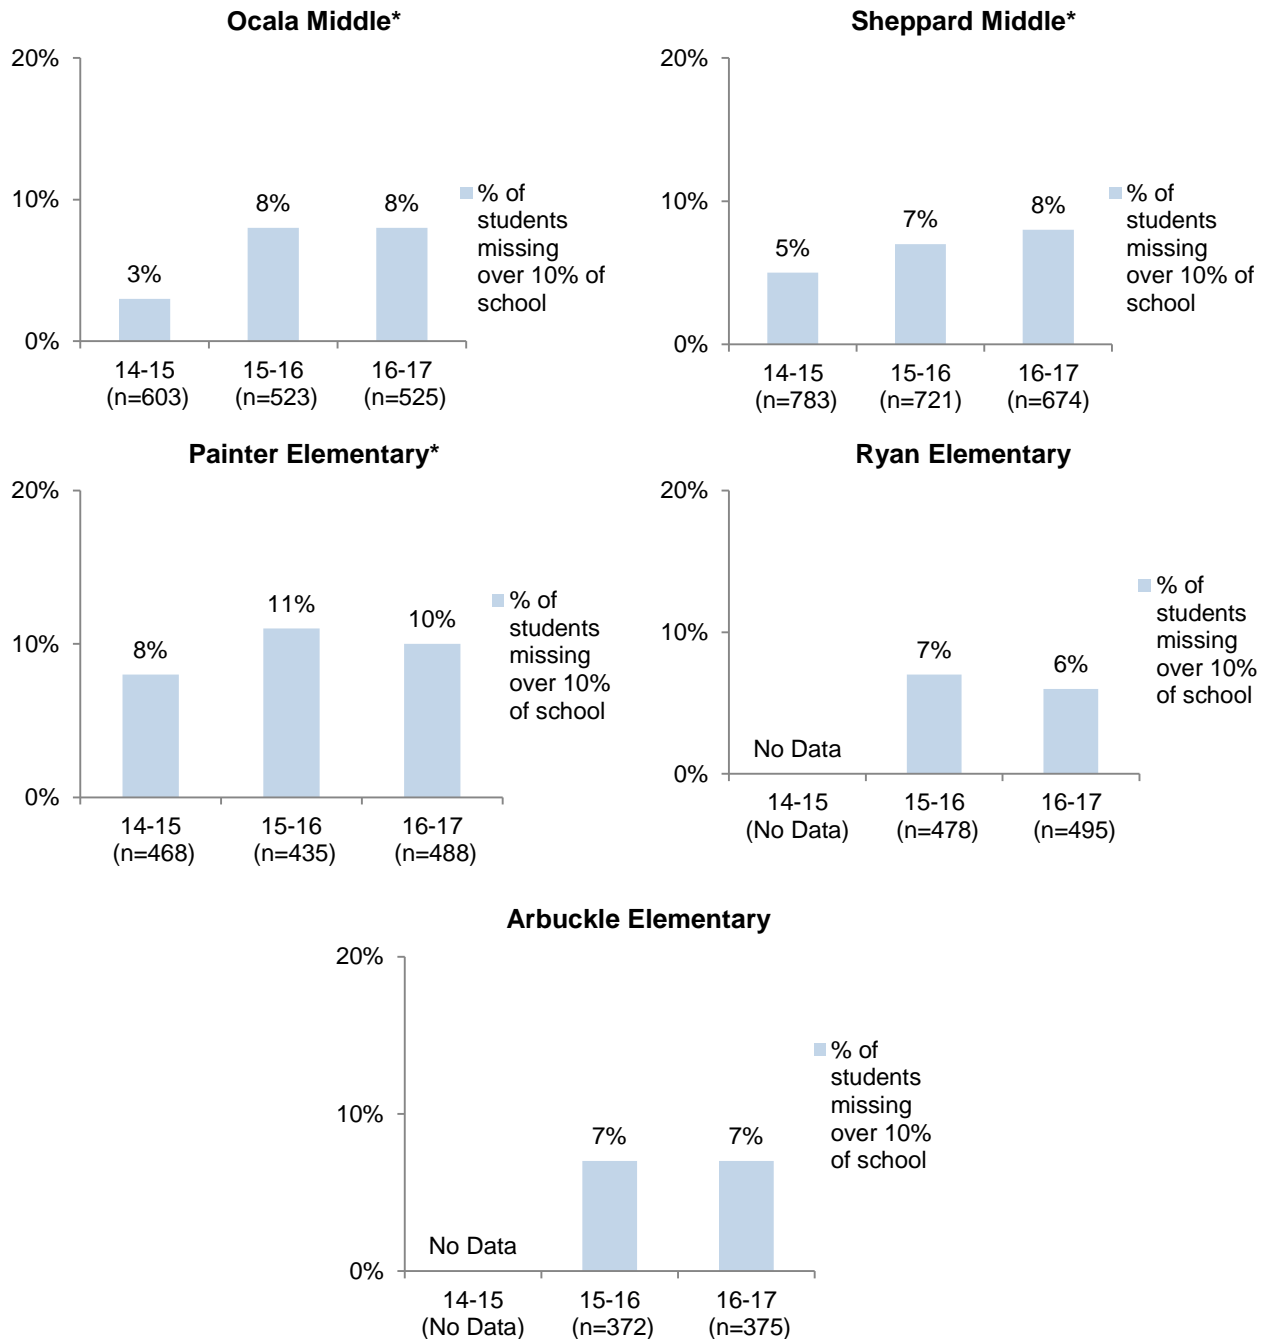 Ocala Middle*
20%
10%
0%
3%
8%
8%
14-15
(n=603)
15-16
(n=523)
16-17
(n=525)
% of
students
missing
over 10% of
school
Sheppard Middle*
20%
10%
0%
5%
7%
8%
14-15
(n=783)
15-16
(n=721)
16-17
(n=674)
% of
students
missing
over 10% of
school
Painter Elementary*
20%
10%
0%
8%
11%
10%
14-15
(n=468)
15-16
(n=435)
16-17
(n=488)
% of
students
missing
over 10%
of school
Ryan Elementary
20%
10%
0%
No Data
7%
6%
14-15
(No Data)
15-16
(n=478)
16-17
(n=495)
% of
students
missing
over 10%
of school
Arbuckle Elementary
20%
10%
0%
No Data
7%
7%
14-15
(No Data)
15-16
(n=372)
16-17
(n=375)
% of
students
missing
over 10%
of school